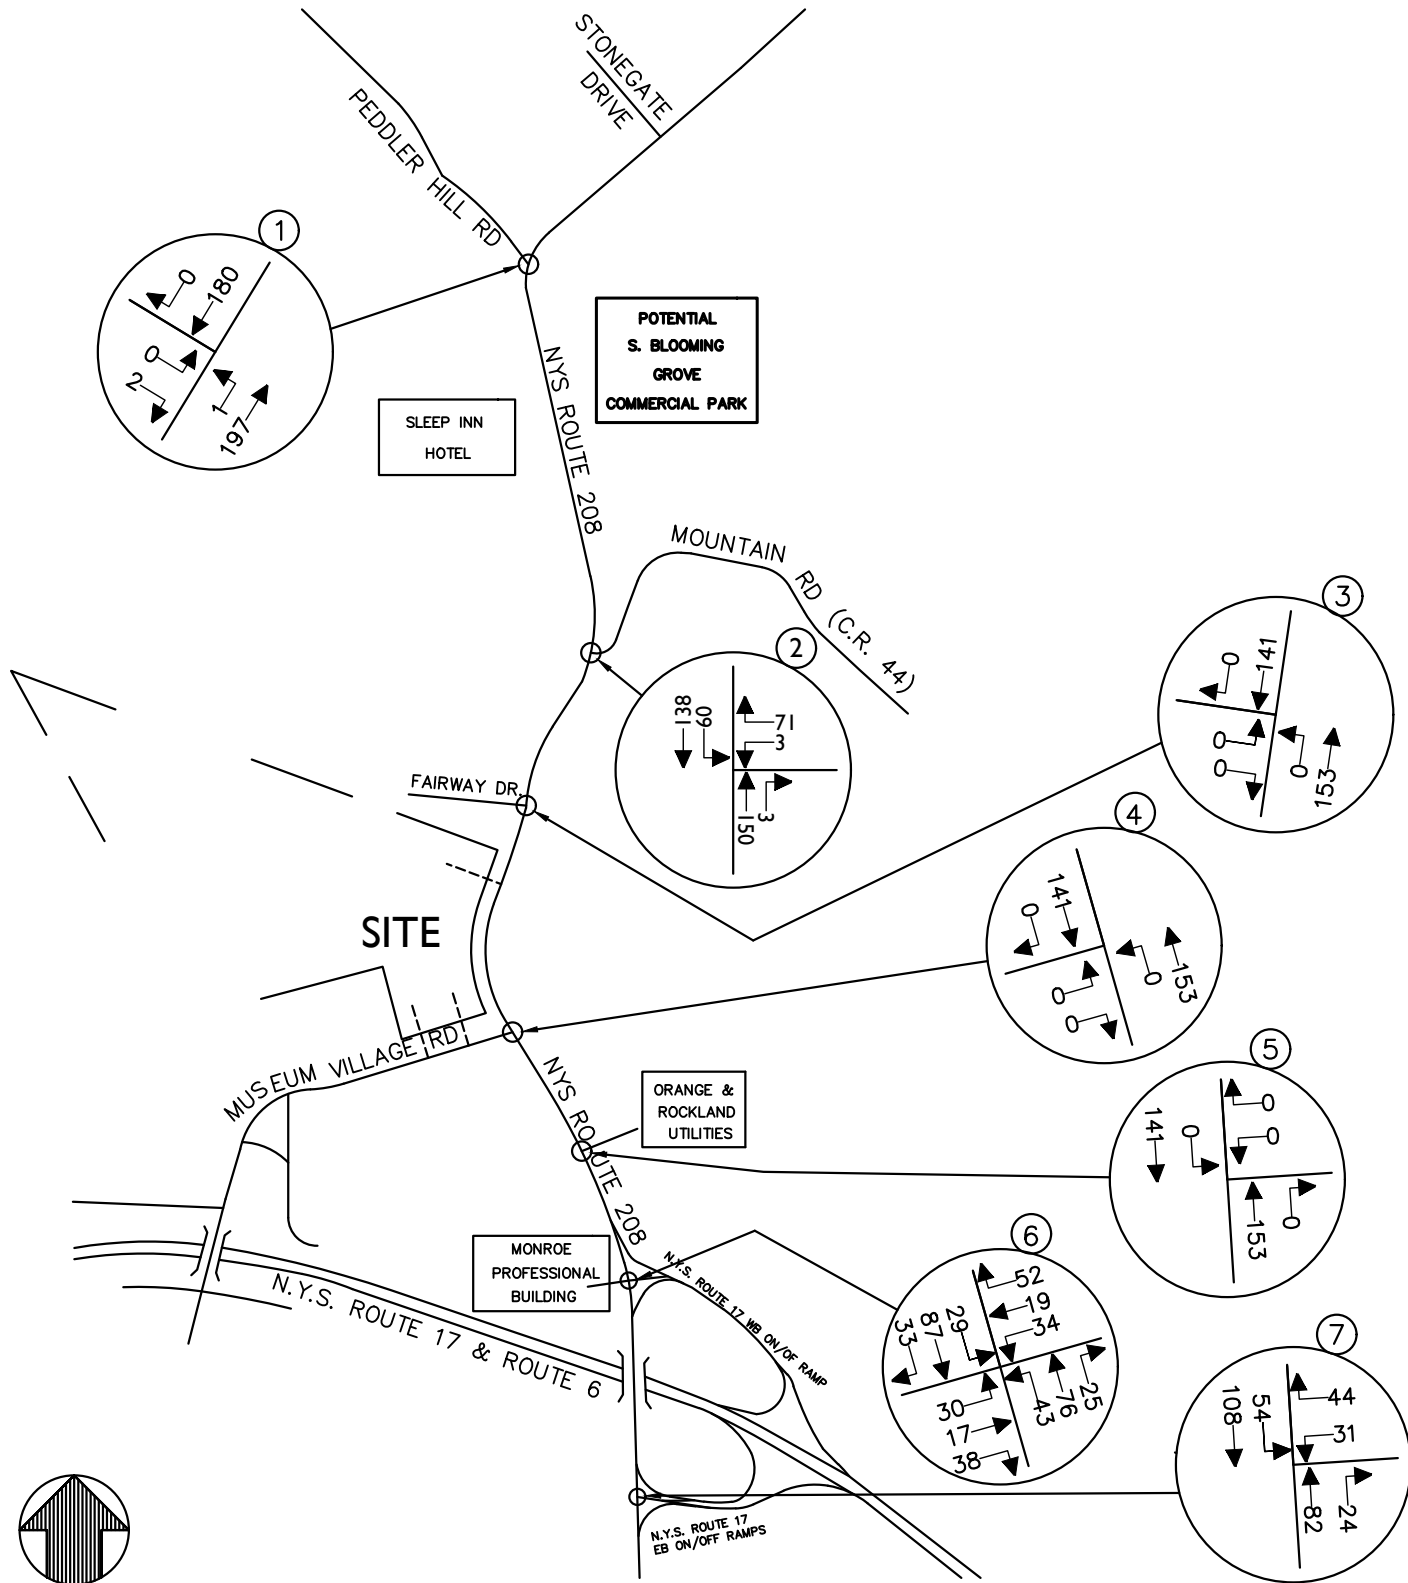 STONEGATE
DRIVE
PEDDLER HILL RD
1
0
180
0
2
1
197
POTENTIAL
S. BLOOMING
GROVE
COMMERCIAL PARK
SLEEP INN
HOTEL
NYS ROUTE 208
MOUNTAIN RD (C.R. 44)
2
138
60
71
3
150
3
3
0
141
0
0
0
153
FAIRWAY DR.
4
141
0
0
0
0
153
SITE
MUSEUM VILLAGE RD
NYS ROUTE 208
ORANGE &
ROCKLAND
UTILITIES
5
141
0
0
0
153
0
MONROE
PROFESSIONAL
BUILDING
N.Y.S. ROUTE 17 WB ON/OF RAMP
N.Y.S. ROUTE 17 & ROUTE 6
6
33
87
29
52
19
34
30
17
38
43
76
25
7
108
54
44
31
82
24
N.Y.S. ROUTE 17
EB ON/OFF RAMPS